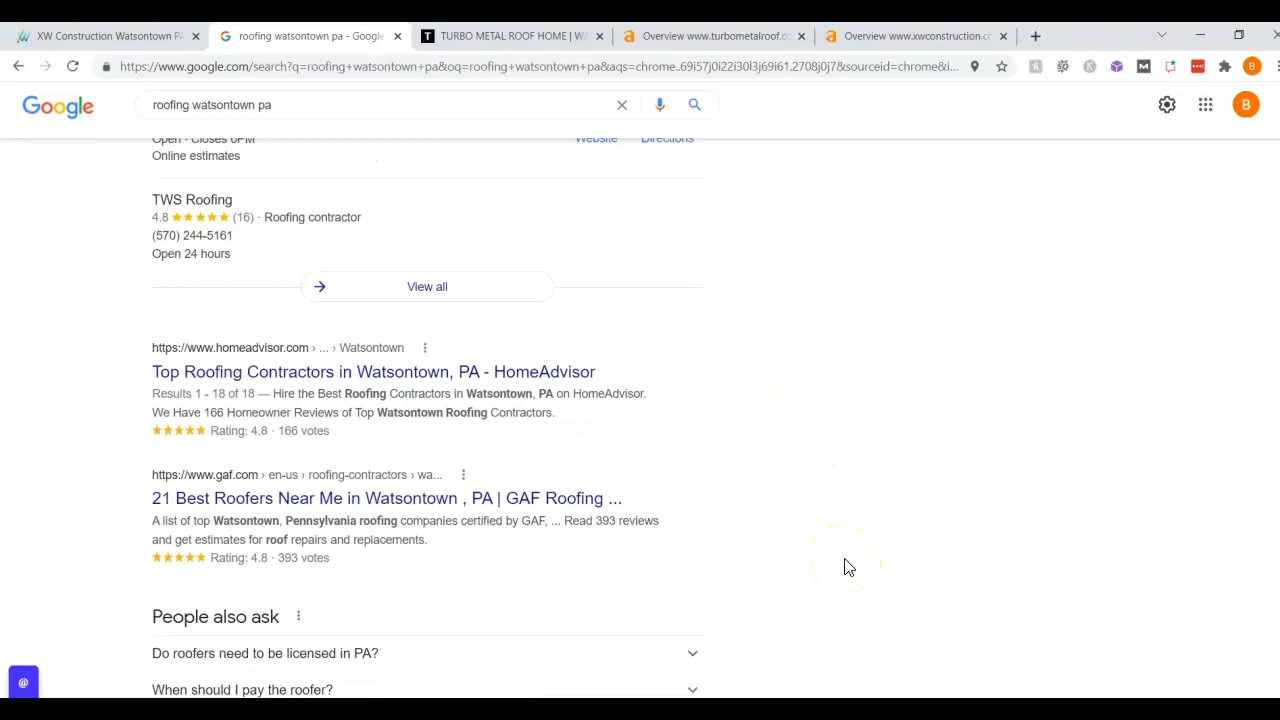 XW Construction Watsontown PA
roofing watsontown pa - Google
TURBO METAL ROOF HOME | WA
Overview www.turbometalroof.c
Overview www.xwconstruction.c
https://www.google.com/search?q=roofing+watsontown+pa&oq=roofing+watsontown+pa&aqs=chrome..69i57j0i22i30l3j69i61.2708j0j7&sourceid=chrome&i...
B
Google
roofing watsontown pa
B
Open · Closes 6PM
Website
Directions
Online estimates
TWS Roofing
4.8 (16) · Roofing contractor
(570) 244-5161
Open 24 hours
View all
https://www.homeadvisor.com › ... › Watsontown
Top Roofing Contractors in Watsontown, PA - HomeAdvisor
Results 1 - 18 of 18 — Hire the Best Roofing Contractors in Watsontown, PA on HomeAdvisor.
We Have 166 Homeowner Reviews of Top Watsontown Roofing Contractors.
Rating: 4.8 · 166 votes
https://www.gaf.com › en-us › roofing-contractors › wa...
21 Best Roofers Near Me in Watsontown , PA | GAF Roofing ...
A list of top Watsontown, Pennsylvania roofing companies certified by GAF, ... Read 393 reviews
and get estimates for roof repairs and replacements.
Rating: 4.8 · 393 votes
People also ask
Do roofers need to be licensed in PA?
When should I pay the roofer?
@